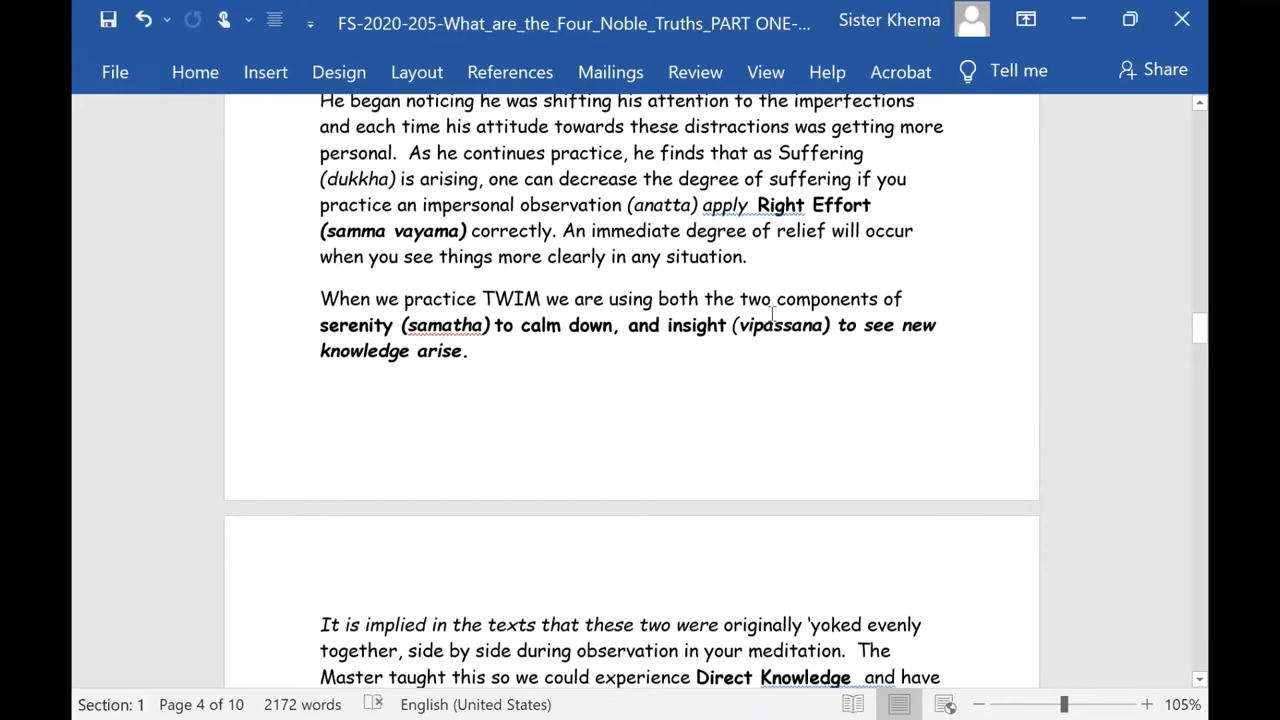 FS-2020-205-What_are_the_Four_Noble_Truths_PART ONE-...
Sister Khema
File Home Insert Design Layout References Mailings Review View Help Acrobat Tell me Share
He began noticing he was shifting his attention to the imperfections
and each time his attitude towards these distractions was getting more
personal.  As he continues practice, he finds that as Suffering
(dukkha) is arising, one can decrease the degree of suffering if you
practice an impersonal observation (anatta) apply  Right Effort
(samma vayama) correctly. An immediate degree of relief will occur
when you see things more clearly in any situation.
When we practice TWIM we are using both the two components of
serenity (samatha) to calm down, and insight (vipassana) to see new
knowledge arise.
It is implied in the texts that these two were originally 'yoked evenly
together, side by side during observation in your meditation.  The
Master taught this so we could experience Direct Knowledge  and have
Section: 1 Page 4 of 10 2172 words English (United States) 105%